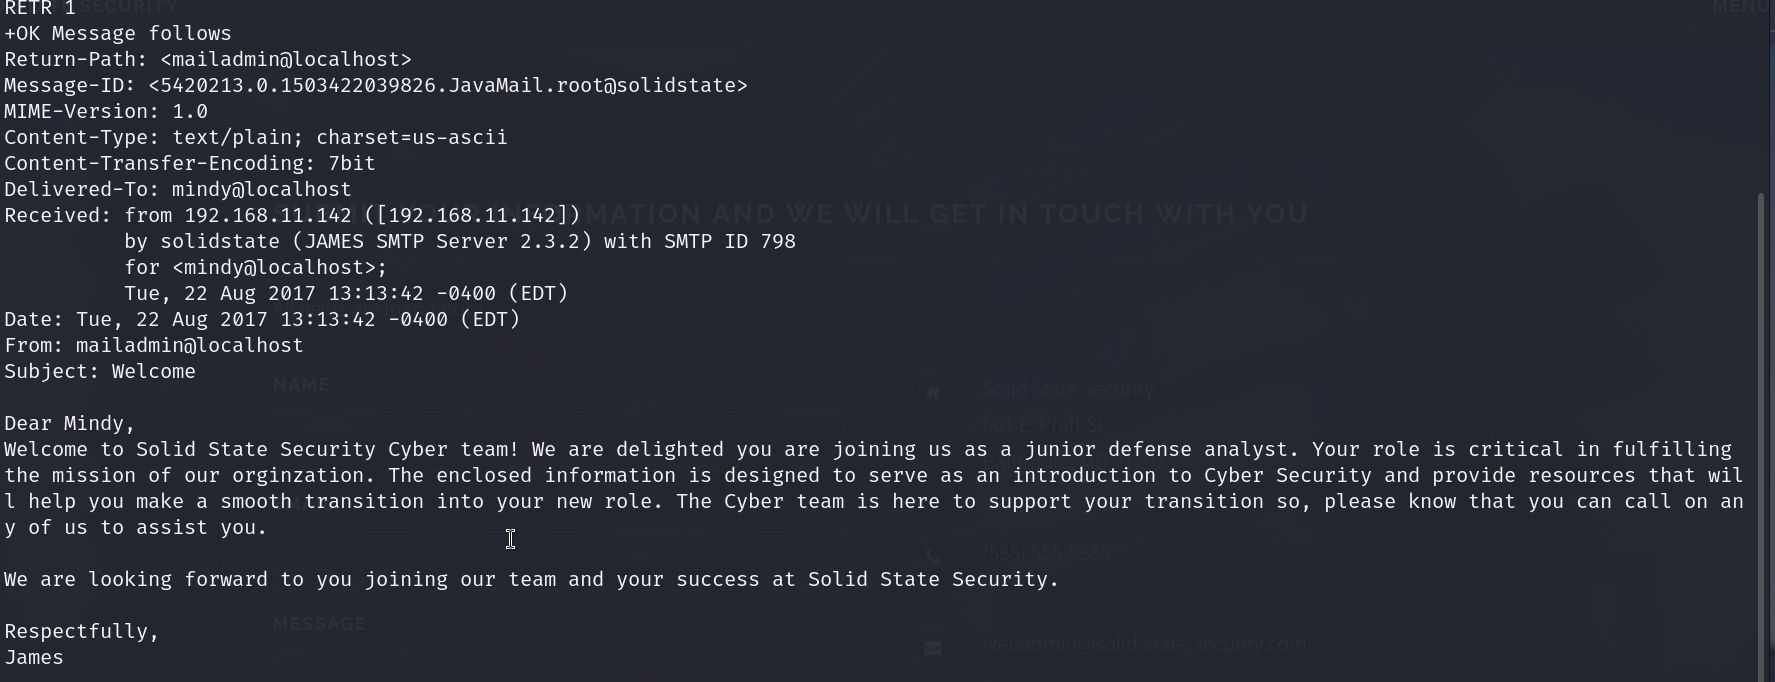 SECURITY
MENU
RETR 1
+OK Message follows
Return-Path: <mailadmin@localhost>
Message-ID: <5420213.0.1503422039826.JavaMail.root@solidstate>
MIME-Version: 1.0
Content-Type: text/plain; charset=us-ascii
Content-Transfer-Encoding: 7bit
Delivered-To: mindy@localhost
Received: from 192.168.11.142 ([192.168.11.142])
INFORMATION AND WE WILL GET IN TOUCH WITH YOU
by solidstate (JAMES SMTP Server 2.3.2) with SMTP ID 798
for <mindy@localhost>;
Tue, 22 Aug 2017 13:13:42 -0400 (EDT)
Date: Tue, 22 Aug 2017 13:13:42 -0400 (EDT)
From: mailadmin@localhost
Subject: Welcome
NAME
Solid State Security
Dear Mindy,
501 E. Pratt St
Welcome to Solid State Security Cyber team! We are delighted you are joining us as a junior defense analyst. Your role is critical in fulfilling
the mission of our orginzation. The enclosed information is designed to serve as an introduction to Cyber Security and provide resources that wil
l help you make a smooth transition into your new role. The Cyber team is here to support your transition so, please know that you can call on an
y of us to assist you.
(555) 555-5555
We are looking forward to you joining our team and your success at Solid State Security.
MESSAGE
Respectfully,
webadmin@solid-state-security.com
James